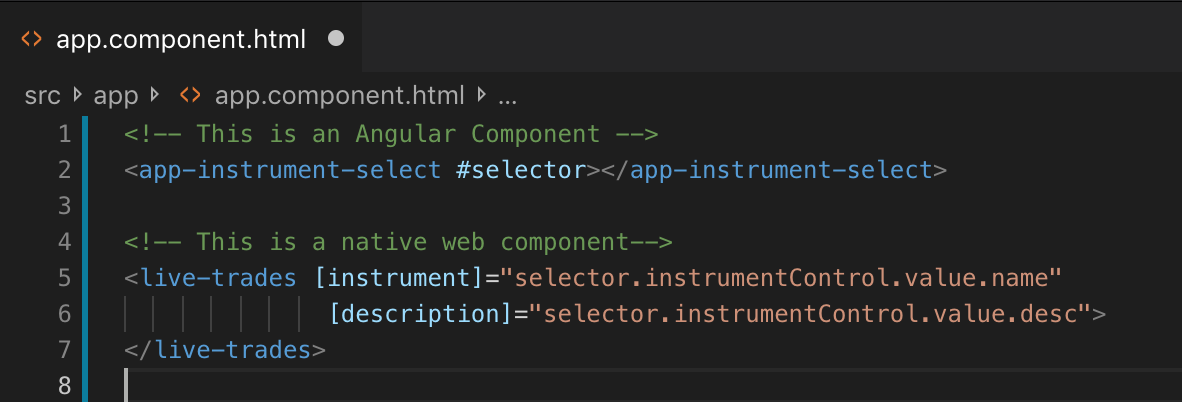 app.component.html
src app app.component.html ...
1 <!-- This is an Angular Component -->
2 <app-instrument-select #selector></app-instrument-select>
3
4 <!-- This is a native web component-->
5 <live-trades [instrument]="selector.instrumentControl.value.name"
6 [description]="selector.instrumentControl.value.desc">
7 </live-trades>
8